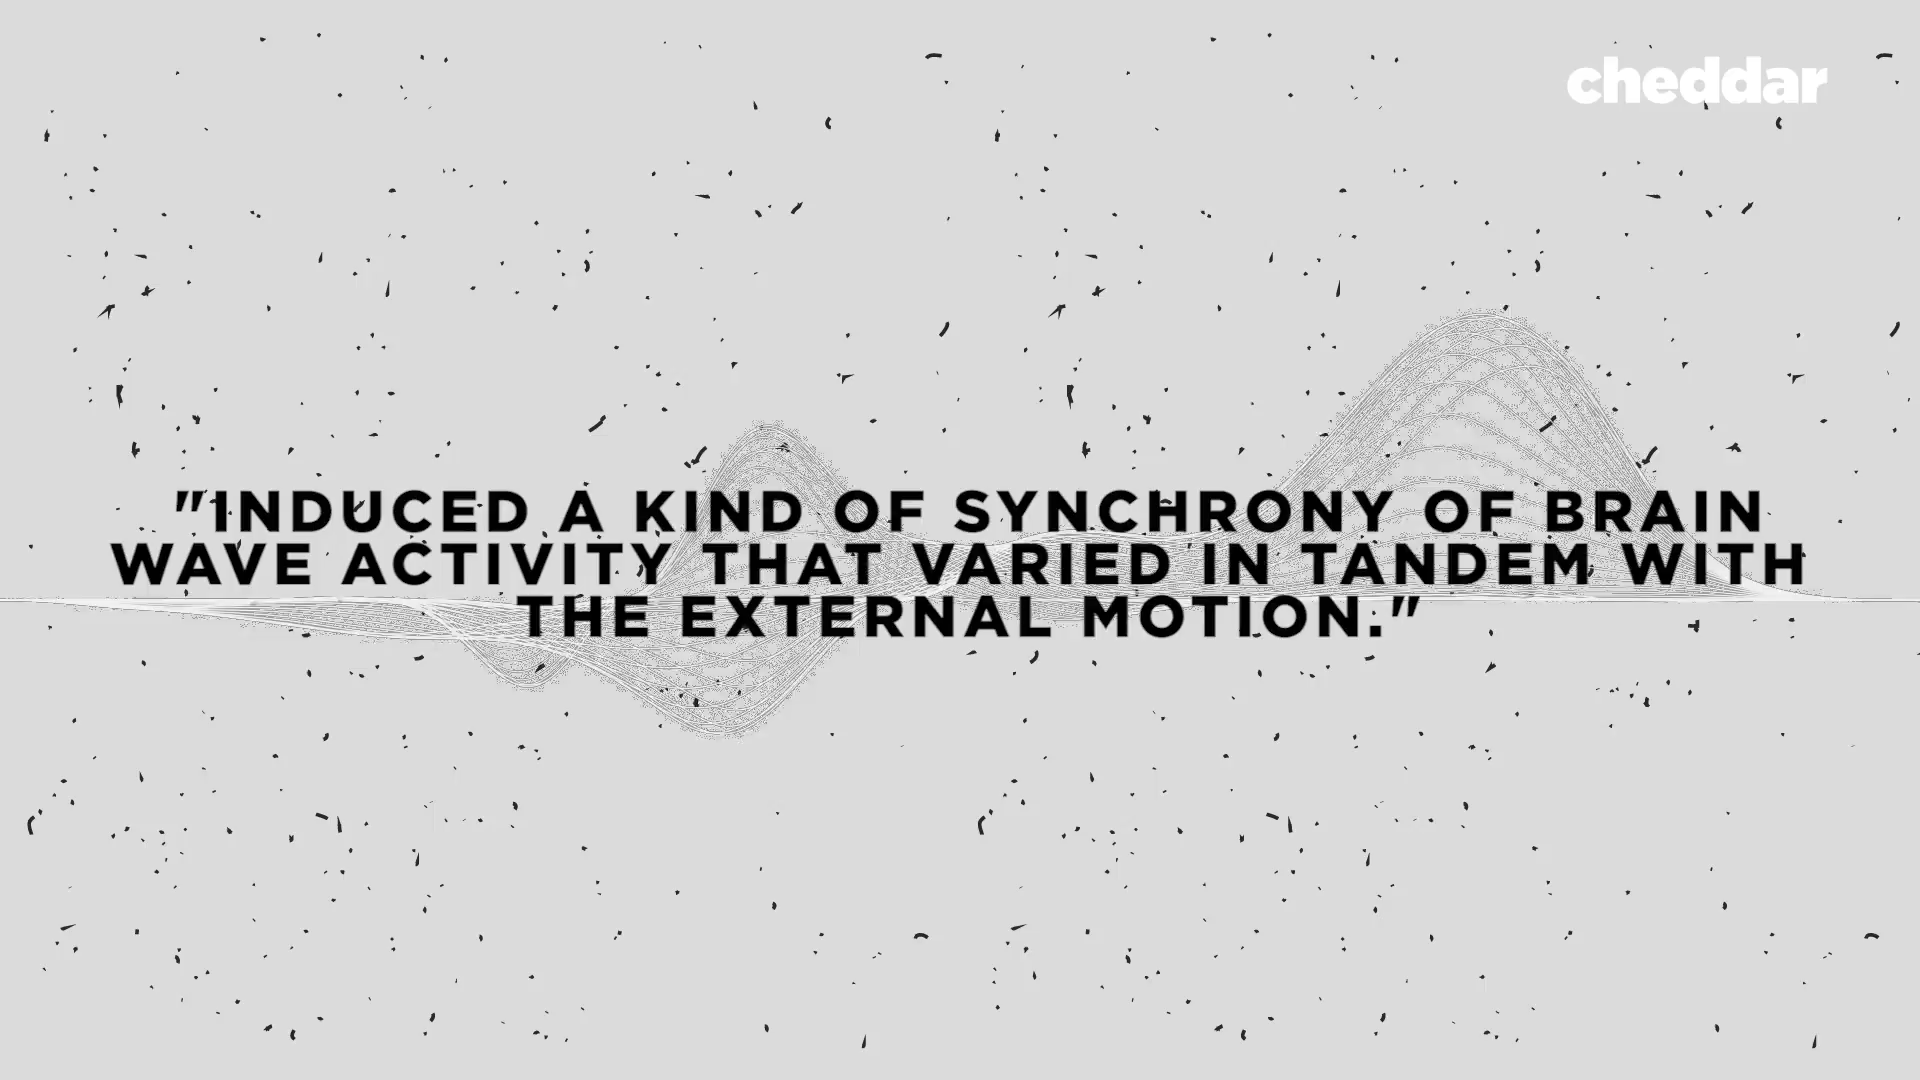 cheddar
"INDUCED A KIND OF SYNCHRONY OF BRAIN
WAVE ACTIVITY THAT VARIED IN TANDEM WITH
THE EXTERNAL MOTION."